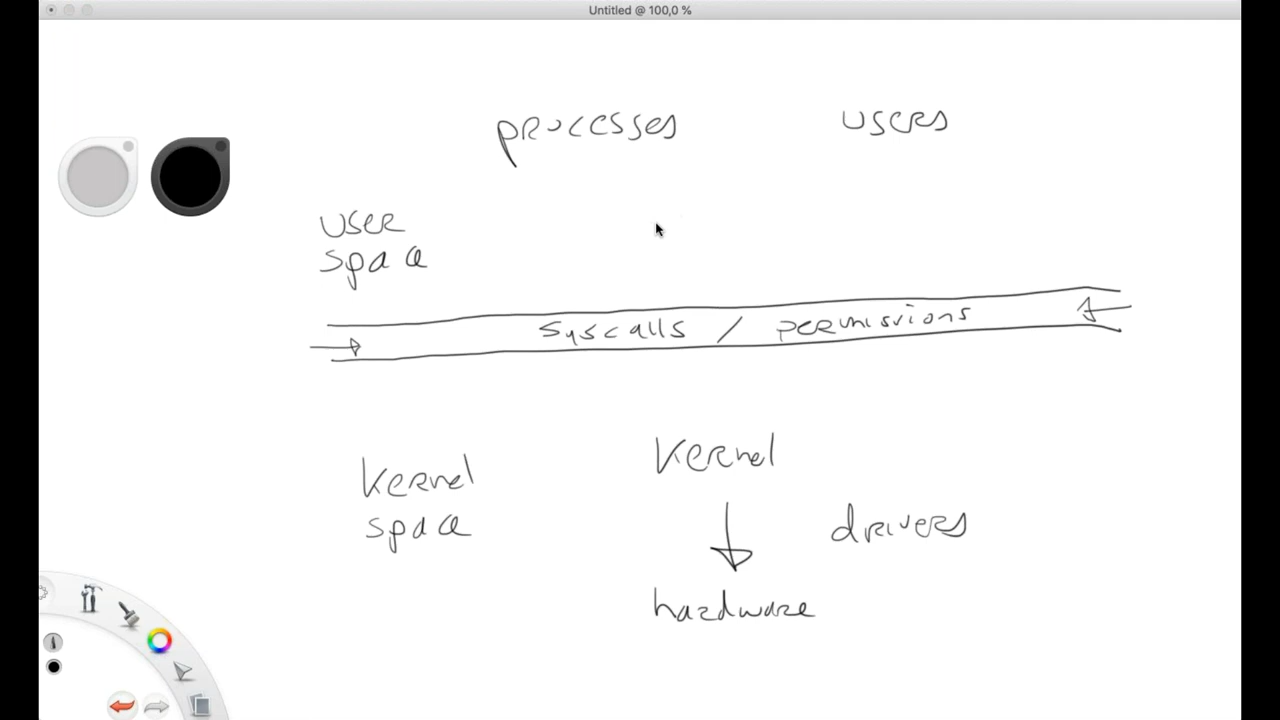 Untitled @ 100,0 %
processes users
user
space
syscalls / permissions
Kernel
space
Kernel
drivers
hardware